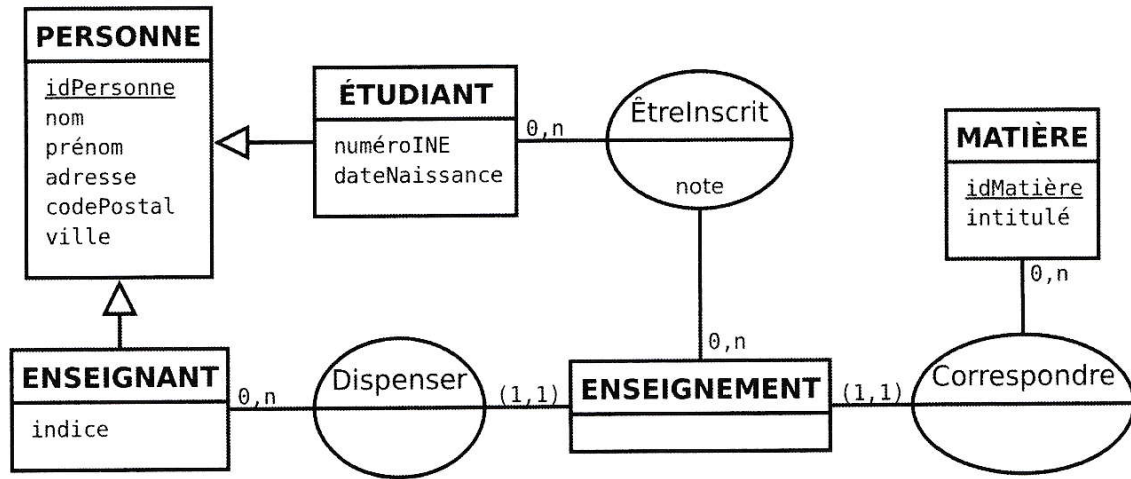 PERSONNE
idPersonne
nom
prénom
adresse
codePostal
ville
ÉTUDIANT
numéroINE
dateNaissance
0,n
ÊtreInscrit
note
0,n
MATIÈRE
idMatière
intitulé
0,n
ENSEIGNANT
indice
0,n
Dispenser
(1,1)
ENSEIGNEMENT
(1,1)
Correspondre